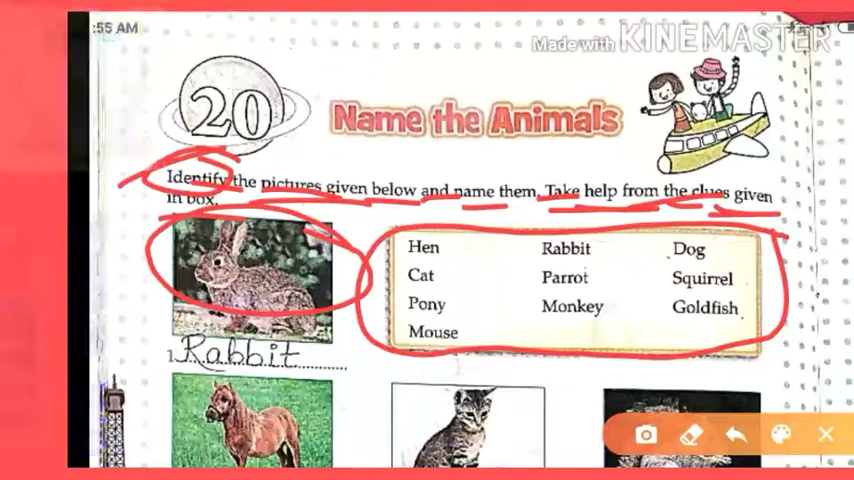 :55 AM
Made with KINEMASTER
20
Name the Animals
Identify the pictures given below and name them. Take help from the clues given
in box.
Hen Rabbit Dog
Cat Parrot Squirrel
Pony Monkey Goldfish
Mouse
1. Rabbit